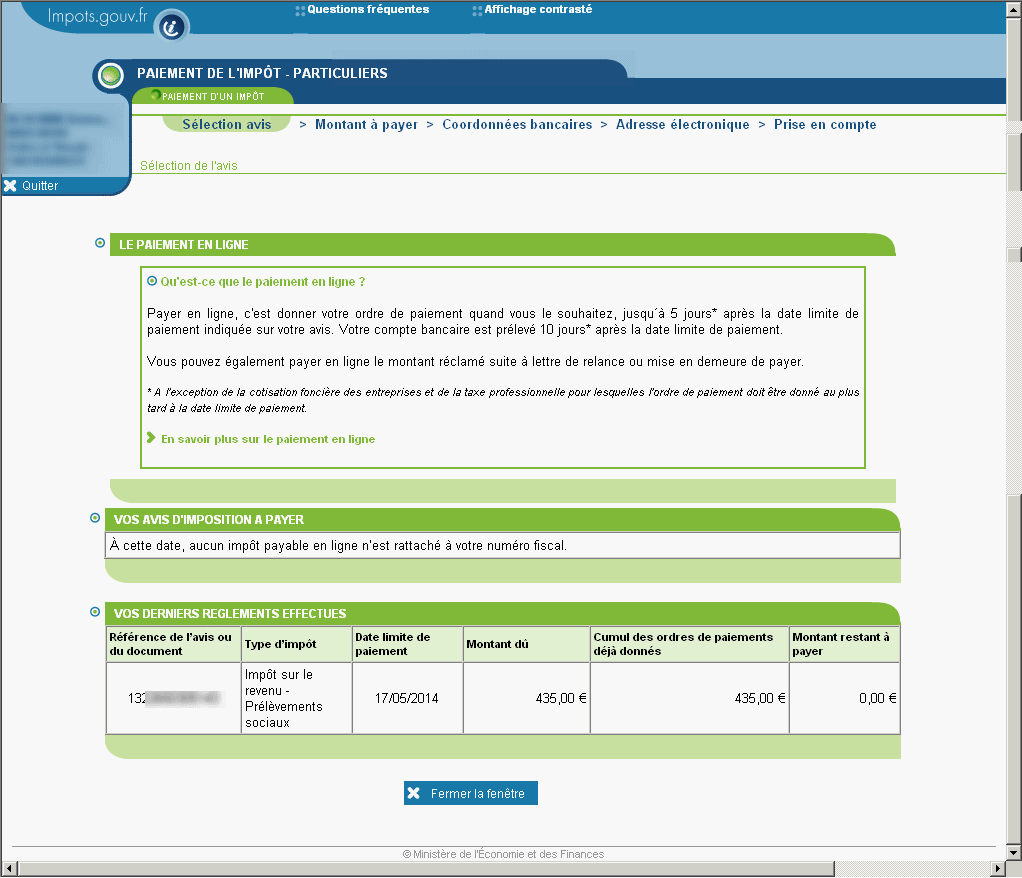 Impots.gouv.fr
Questions fréquentes
Affichage contrasté
PAIEMENT DE L'IMPÔT - PARTICULIERS
PAIEMENT D'UN IMPÔT
Sélection avis > Montant à payer > Coordonnées bancaires > Adresse électronique > Prise en compte
Sélection de l'avis
Quitter
LE PAIEMENT EN LIGNE
Qu'est-ce que le paiement en ligne ?
Payer en ligne, c'est donner votre ordre de paiement quand vous le souhaitez, jusqu´à 5 jours* après la date limite de
paiement indiquée sur votre avis. Votre compte bancaire est prélevé 10 jours* après la date limite de paiement.
Vous pouvez également payer en ligne le montant réclamé suite à lettre de relance ou mise en demeure de payer.
* A l'exception de la cotisation foncière des entreprises et de la taxe professionnelle pour lesquelles l'ordre de paiement doit être donné au plus
tard à la date limite de paiement.
En savoir plus sur le paiement en ligne
VOS AVIS D'IMPOSITION A PAYER
À cette date, aucun impôt payable en ligne n'est rattaché à votre numéro fiscal.
VOS DERNIERS REGLEMENTS EFFECTUES
Référence de l'avis ou
du document
Type d'impôt
Date limite de
paiement
Montant dû
Cumul des ordres de paiements
déjà donnés
Montant restant à
payer
132
Impôt sur le
revenu -
Prélèvements
sociaux
17/05/2014
435,00 €
435,00 €
0,00 €
Fermer la fenêtre
© Ministère de l'Économie et des Finances